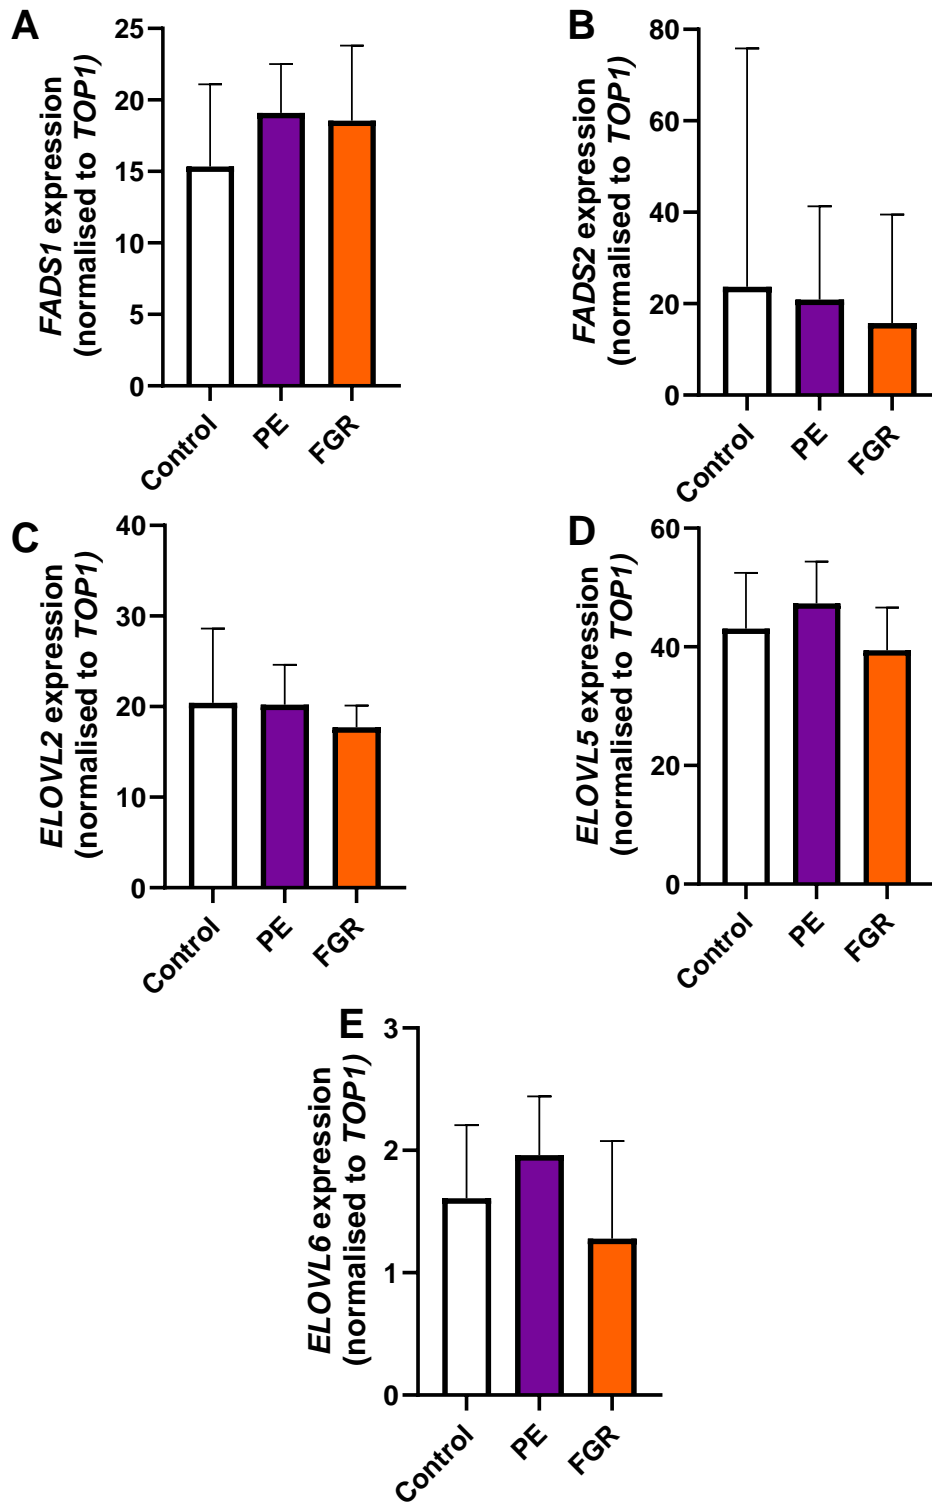 A
FADS1 expression
(normalised to TOP1)
25
20
15
10
5
0
Control
PE
FGR
B
FADS2 expression
(normalised to TOP1)
80
60
40
20
0
Control
PE
FGR
C
ELOVL2 expression
(normalised to TOP1)
40
30
20
10
0
Control
PE
FGR
D
ELOVL5 expression
(normalised to TOP1)
60
40
20
0
Control
PE
FGR
E
ELOVL6 expression
(normalised to TOP1)
3
2
1
0
Control
PE
FGR